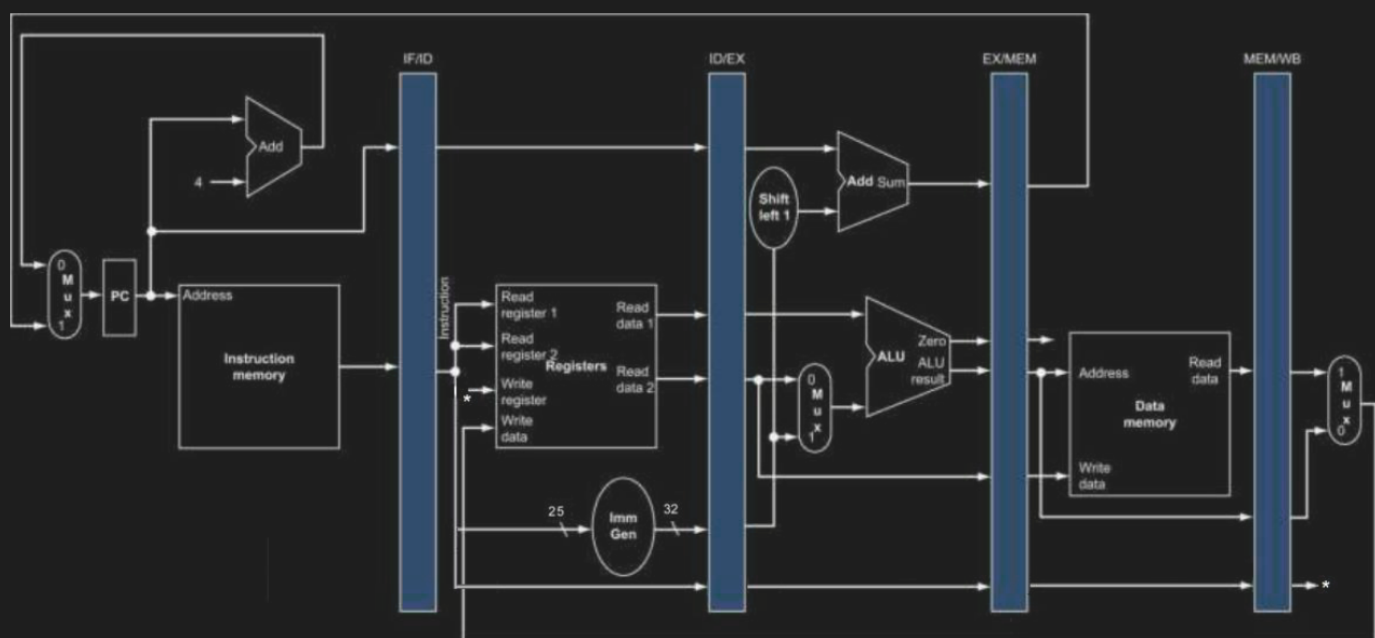 IF/ID
ID/EX
EX/MEM
MEM/WB
Add
4
Add Sum
Shift
left 1
0
M
u
x
1
PC
Address
Instruction
memory
Instruction
Read
register 1
Read
register 2
Registers
Write
register
Write
data
*
Read
data 1
Read
data 2
0
M
u
x
1
Zero
ALU
ALU
result
Address
Read
data
Data
memory
Write
data
1
M
u
x
0
25
Imm
Gen
32
*